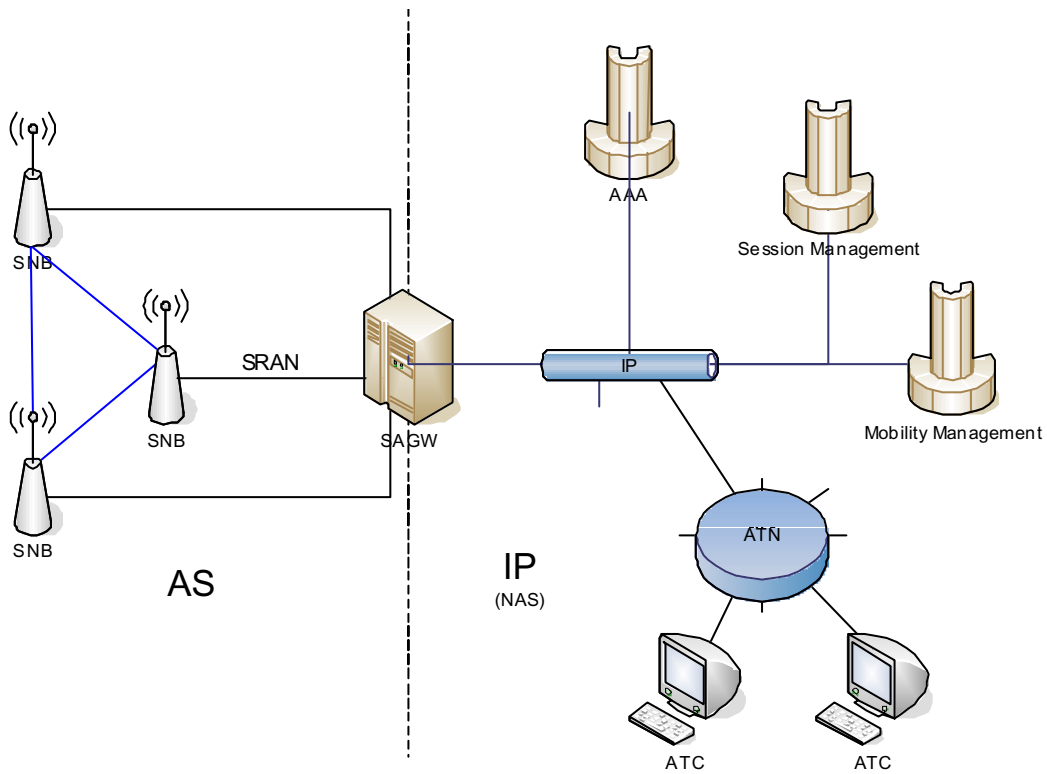 AAA
Session Management
SNB
SRAN
IP
SNB
SAGW
Mobility Management
SNB
ATN
AS
IP
(NAS)
ATC
ATC